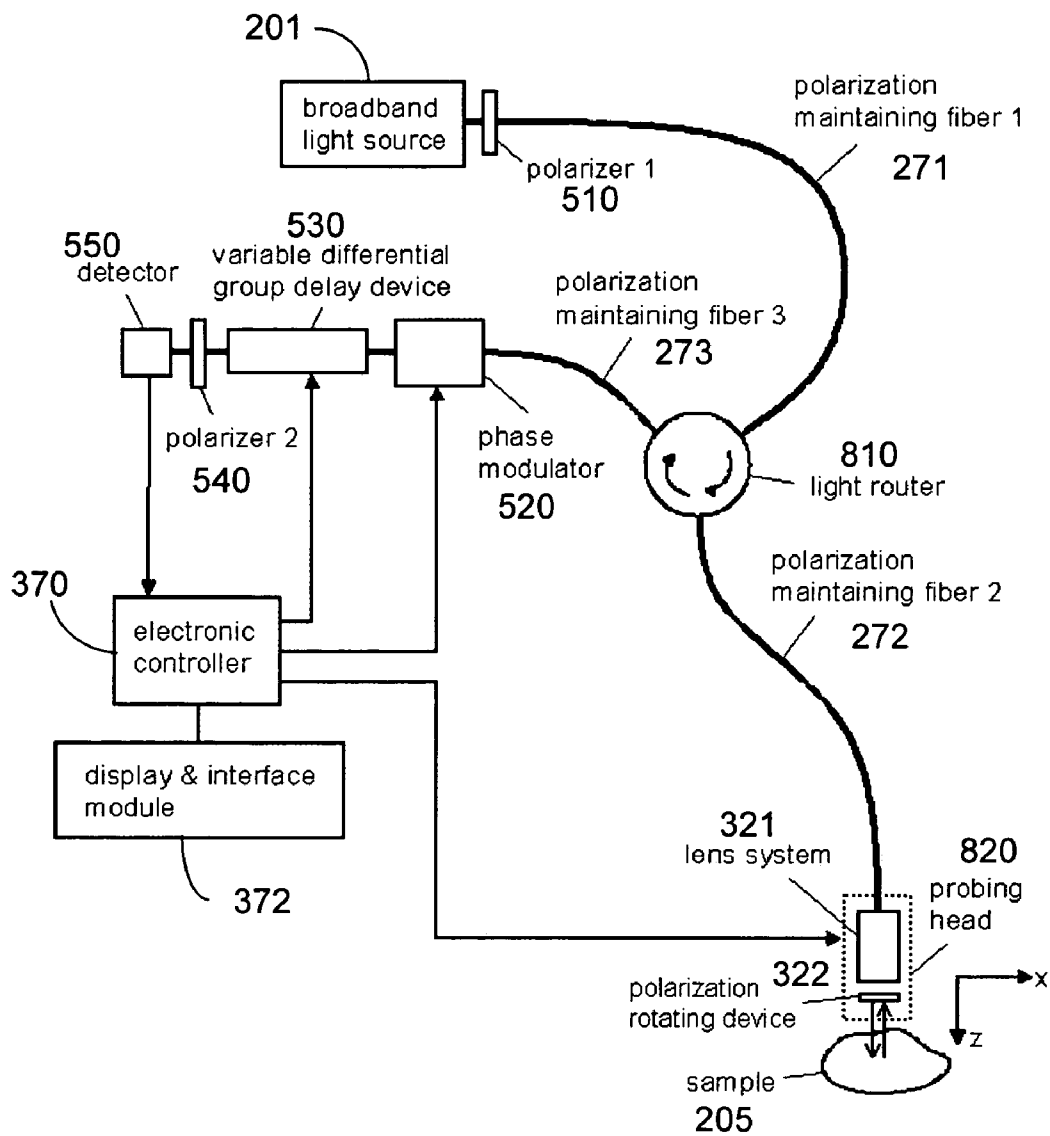 201
broadband
light source
polarizer 1
510
polarization
maintaining fiber 1
271
550
detector
530
variable differential
group delay device
polarization
maintaining fiber 3
273
polarizer 2
540
phase
modulator
520
810
light router
370
electronic
controller
polarization
maintaining fiber 2
272
display & interface
module
372
321
lens system
820
probing
head
322
polarization
rotating device
x
z
sample
205